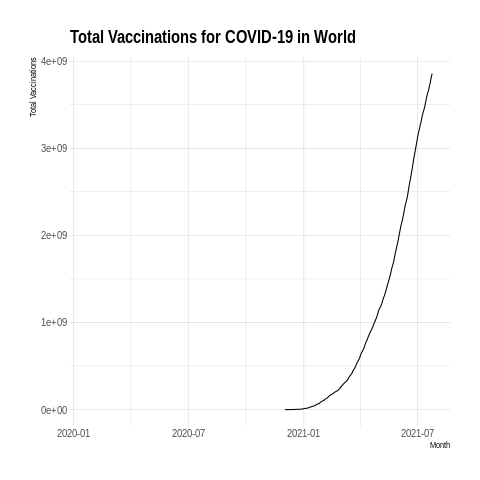 Total Vaccinations for COVID-19 in World
Total Vaccinations
4e+09
3e+09
2e+09
1e+09
0e+00
2020-01 2020-07 2021-01 2021-07
Month